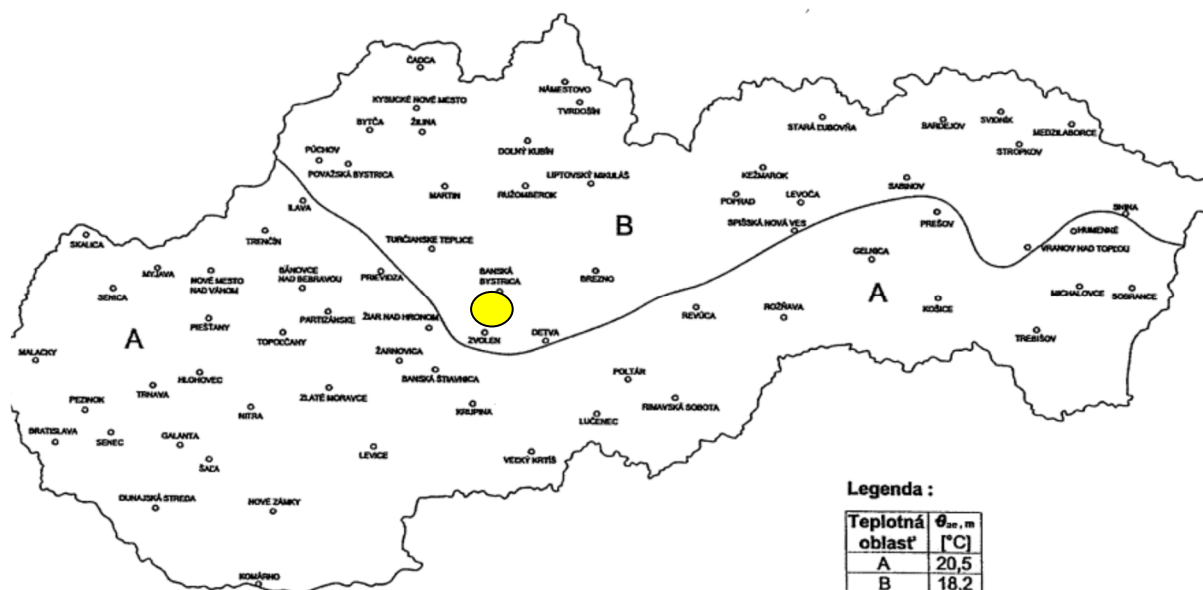 ČADCA
NÁMESTOVO
TVRDOŠÍN
KYSUCKÉ NOVÉ MESTO
BYTČA
ŽILINA
STARÁ ĽUBOVŇA
BARDEJOV
SVIDNÍK
MEDZILABORCE
STROPKOV
PÚCHOV
POVAŽSKÁ BYSTRICA
DOLNÝ KUBÍN
MARTIN
RUŽOMBEROK
LIPTOVSKÝ MIKULÁŠ
KEŽMAROK
POPRAD
LEVOČA
SABINOV
ILAVA
B
SPIŠSKÁ NOVÁ VES
PREŠOV
SNINA
HUMENNÉ
VRANOV NAD TOPĽOU
SKALICA
TRENČÍN
TURČIANSKE TEPLICE
GELNICA
MYJAVA
NOVÉ MESTO
NAD VÁHOM
BÁNOVCE
NAD BEBRAVOU
PRIEVIDZA
BANSKÁ
BYSTRICA
BREZNO
A
SENICA
MICHALOVCE
SOBRANCE
PIEŠŤANY
PARTIZÁNSKE
ŽIAR NAD HRONOM
REVÚCA
ROŽŇAVA
KOŠICE
A
TOPOĽČANY
ZVOLEN
DETVA
TREBIŠOV
MALACKY
ŽARNOVICA
BANSKÁ ŠTIAVNICA
HLOHOVEC
TRNAVA
ZLATÉ MORAVCE
POLTÁR
PEZINOK
NITRA
KRUPINA
RIMAVSKÁ SOBOTA
LUČENEC
BRATISLAVA
SENEC
GALANTA
ŠAĽA
LEVICE
VEĽKÝ KRTÍŠ
DUNAJSKÁ STREDA
NOVÉ ZÁMKY
KOMÁRNO
Legenda :
Teplotná θae,m
oblasť [°C]
A 20,5
B 18,2